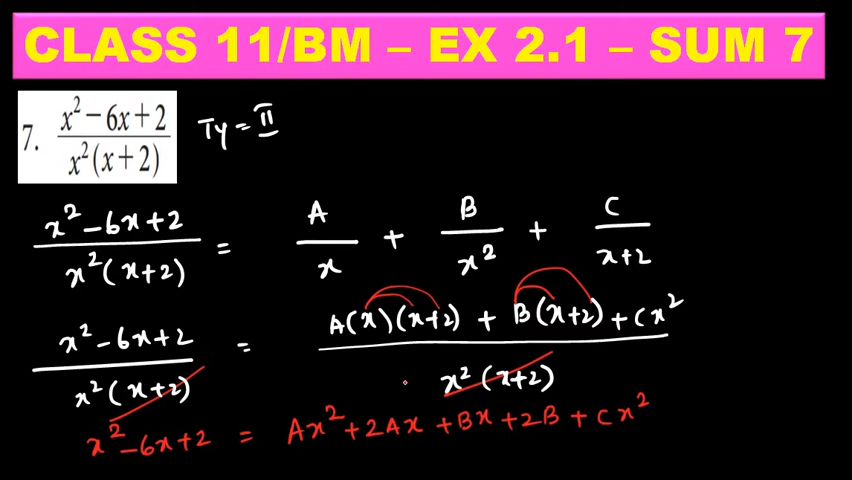 CLASS 11/BM – EX 2.1 – SUM 7
7. (x² − 6x + 2) / (x²(x + 2)) Ty = II
(x² − 6x + 2) / (x²(x+2)) = A/x + B/x² + C/(x+2)
(x² − 6x + 2) / (x²(x+2)) = (A(x)(x+2) + B(x+2) + Cx²) / (x²(x+2))
x² − 6x + 2 = Ax² + 2Ax + Bx + 2B + Cx²